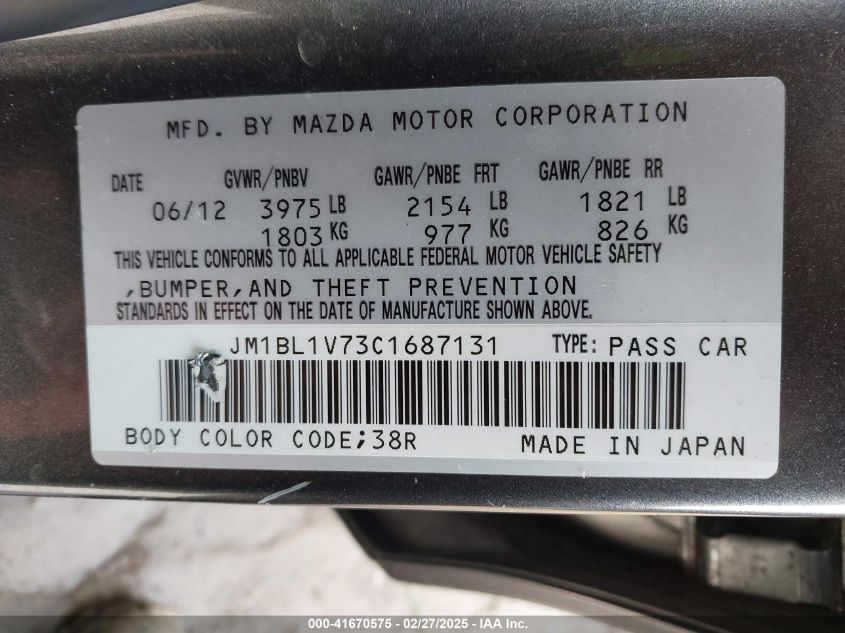 MFD. BY MAZDA MOTOR CORPORATION
DATE GVWR/PNBV GAWR/PNBE FRT GAWR/PNBE RR
06/12 3975 LB 2154 LB 1821 LB
1803 KG 977 KG 826 KG
THIS VEHICLE CONFORMS TO ALL APPLICABLE FEDERAL MOTOR VEHICLE SAFETY
,BUMPER,AND THEFT PREVENTION
STANDARDS IN EFFECT ON THE DATE OF MANUFACTURE SHOWN ABOVE.
JM1BL1V73C1687131 TYPE: PASS CAR
BODY COLOR CODE;38R MADE IN JAPAN
000-41670575 - 02/27/2025 - IAA Inc.